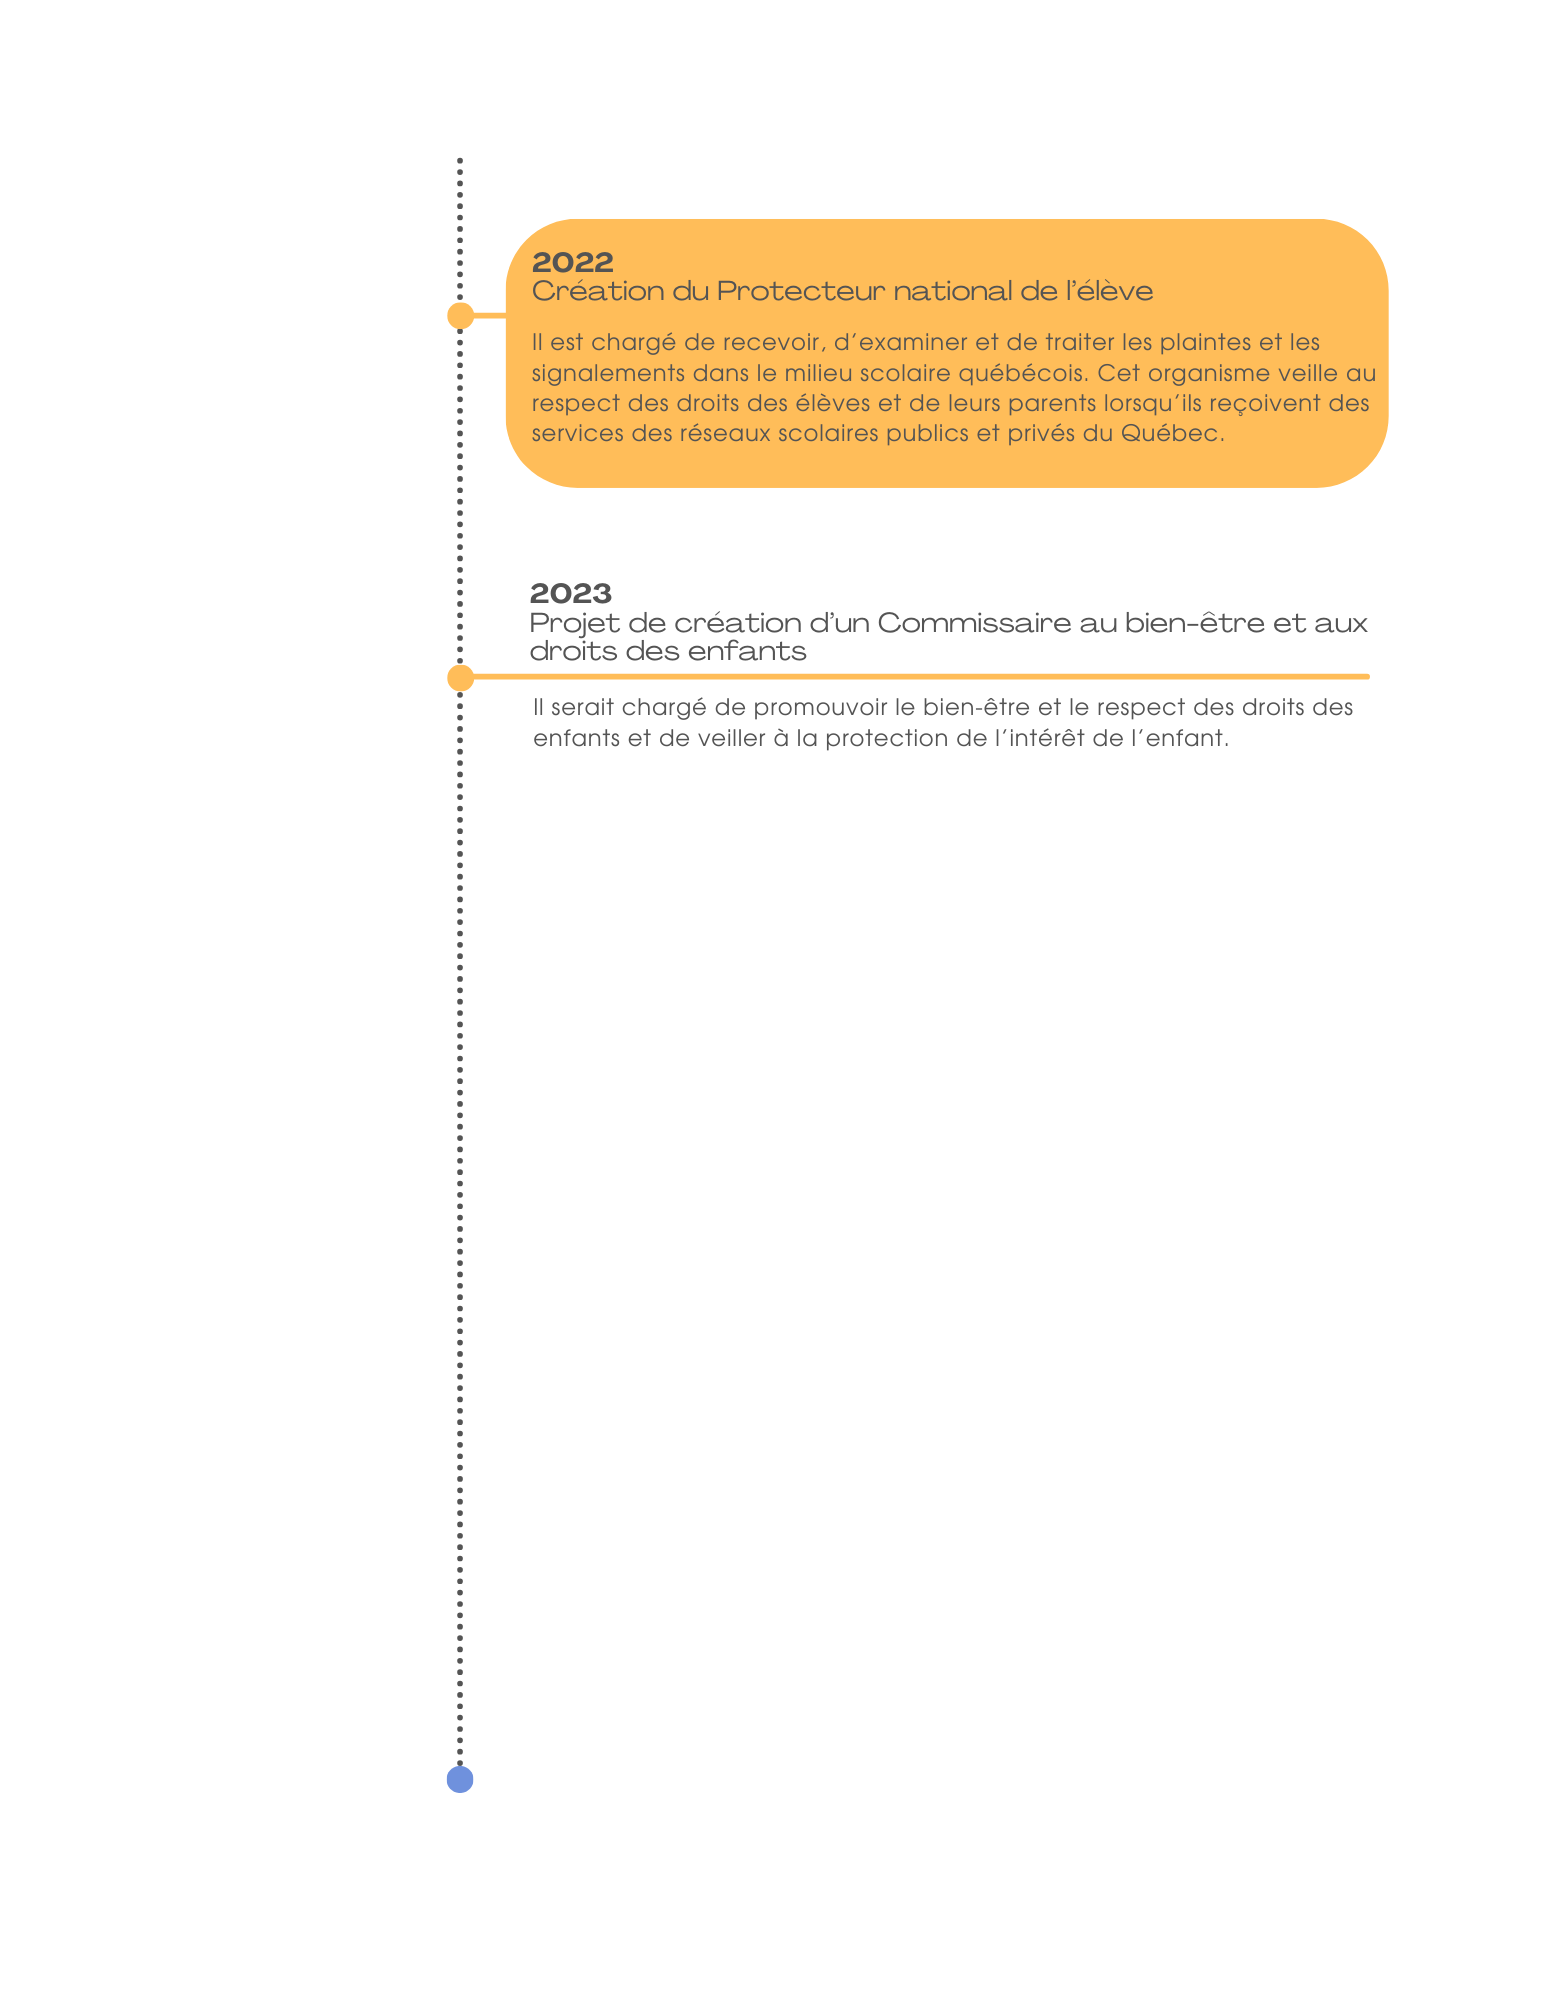 2022
Création du Protecteur national de l’élève
Il est chargé de recevoir, d’examiner et de traiter les plaintes et les
signalements dans le milieu scolaire québécois. Cet organisme veille au
respect des droits des élèves et de leurs parents lorsqu’ils reçoivent des
services des réseaux scolaires publics et privés du Québec.
2023
Projet de création d’un Commissaire au bien-être et aux
droits des enfants
Il serait chargé de promouvoir le bien-être et le respect des droits des
enfants et de veiller à la protection de l’intérêt de l’enfant.